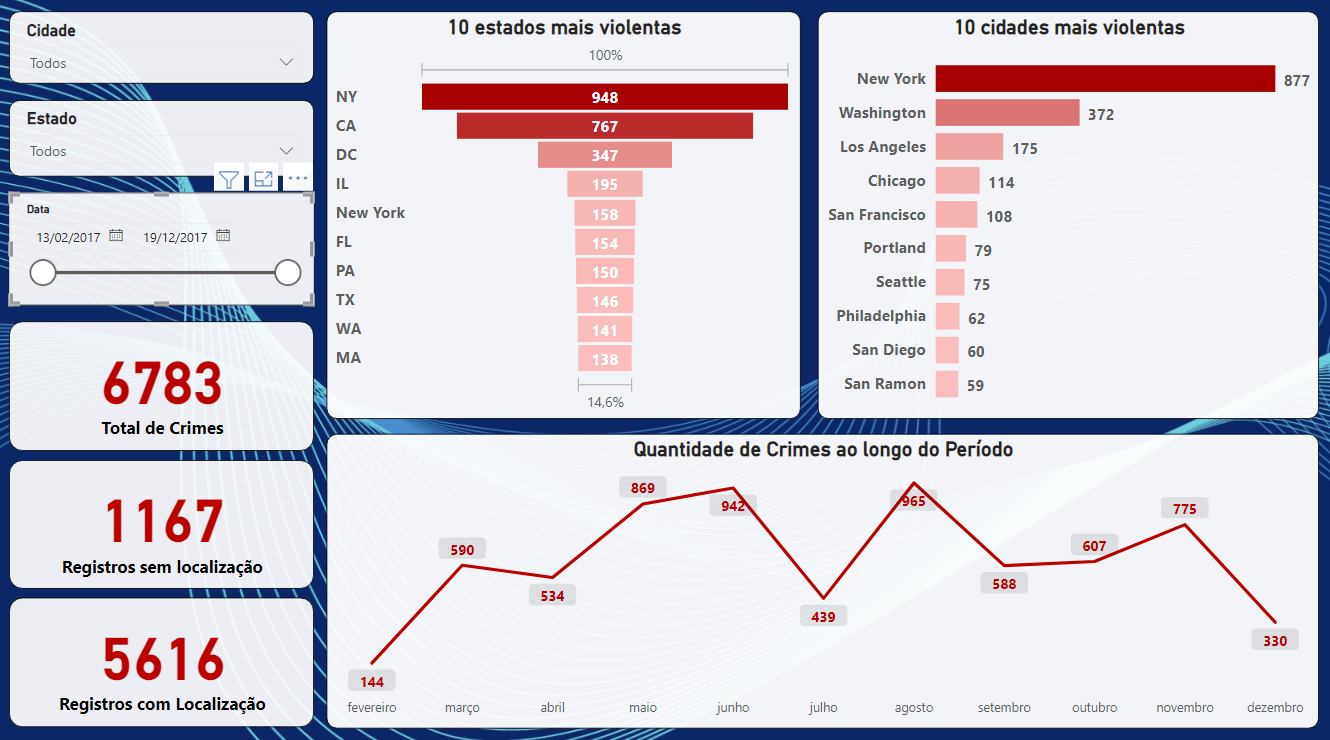 Cidade
Todos
Estado
Todos
Data
13/02/2017
19/12/2017
6783
Total de Crimes
1167
Registros sem localização
5616
Registros com Localização
10 estados mais violentas
100%
NY 948
CA 767
DC 347
IL 195
New York 158
FL 154
PA 150
TX 146
WA 141
MA 138
14,6%
10 cidades mais violentas
New York 877
Washington 372
Los Angeles 175
Chicago 114
San Francisco 108
Portland 79
Seattle 75
Philadelphia 62
San Diego 60
San Ramon 59
Quantidade de Crimes ao longo do Período
144 590 534 869 942 439 965 588 607 775 330
fevereiro março abril maio junho julho agosto setembro outubro novembro dezembro